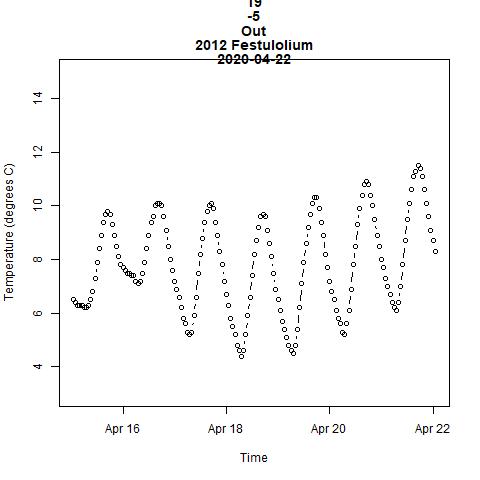 19
-5
Out
2012 Festulolium
2020-04-22
Temperature (degrees C)
14
12
10
8
6
4
Apr 16
Apr 18
Apr 20
Apr 22
Time